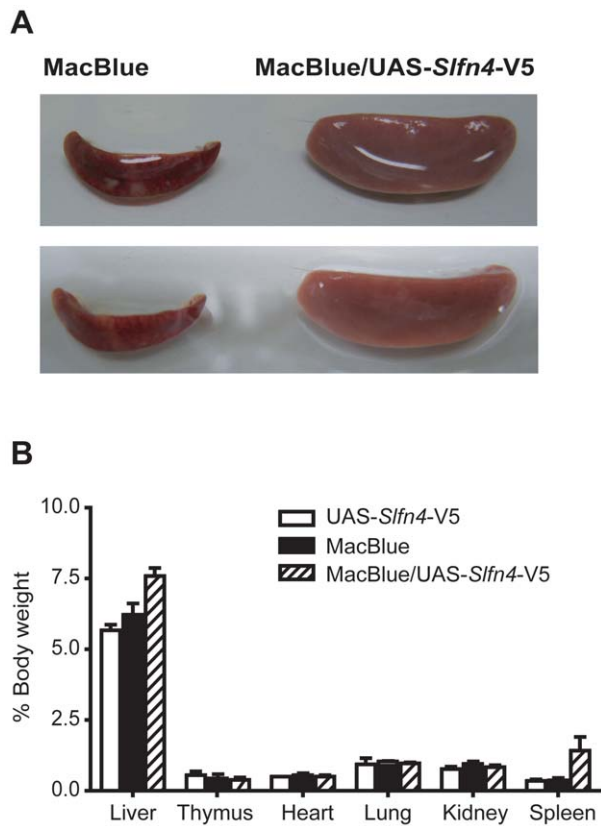 A
MacBlue MacBlue/UAS-Slfn4-V5
B
10.0
7.5
5.0
2.5
0.0
% Body weight
UAS-Slfn4-V5
MacBlue
MacBlue/UAS-Slfn4-V5
Liver Thymus Heart Lung Kidney Spleen